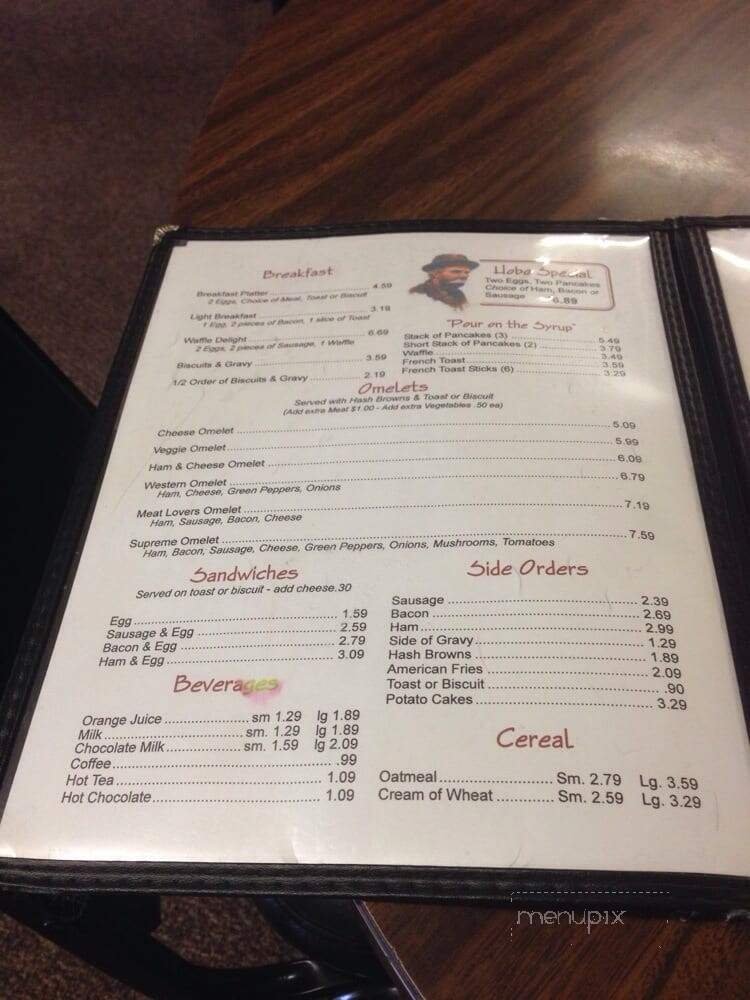 Breakfast
Breakfast Platter 4.59
2 Eggs, Choice of Meat, Toast or Biscuit
Light Breakfast 3.19
1 Egg, 2 pieces of Bacon, 1 slice of Toast
Waffle Delight 6.69
2 Eggs, 2 pieces of Sausage, 1 Waffle
Biscuits & Gravy 3.59
1/2 Order of Biscuits & Gravy 2.19
Hobo Special
Two Eggs, Two Pancakes
Choice of Ham, Bacon or
Sausage 6.89
"Pour on the Syrup"
Stack of Pancakes (3) 5.49
Short Stack of Pancakes (2) 3.79
Waffle 3.49
French Toast 3.59
French Toast Sticks (6) 3.29
Omelets
Served with Hash Browns & Toast or Biscuit
(Add extra Meat $1.00 - Add extra Vegetables .50 ea)
Cheese Omelet 5.09
Veggie Omelet 5.99
Ham & Cheese Omelet 6.09
Western Omelet 6.79
Ham, Cheese, Green Peppers, Onions
Meat Lovers Omelet 7.19
Ham, Sausage, Bacon, Cheese
Supreme Omelet 7.59
Ham, Bacon, Sausage, Cheese, Green Peppers, Onions, Mushrooms, Tomatoes
Sandwiches
Served on toast or biscuit - add cheese.30
Egg 1.59
Sausage & Egg 2.59
Bacon & Egg 2.79
Ham & Egg 3.09
Beverages
Orange Juice sm 1.29 lg 1.89
Milk sm. 1.29 lg 1.89
Chocolate Milk sm. 1.59 lg 2.09
Coffee .99
Hot Tea 1.09
Hot Chocolate 1.09
Side Orders
Sausage 2.39
Bacon 2.69
Ham 2.99
Side of Gravy 1.29
Hash Browns 1.89
American Fries 2.09
Toast or Biscuit .90
Potato Cakes 3.29
Cereal
Oatmeal Sm. 2.79 Lg. 3.59
Cream of Wheat Sm. 2.59 Lg. 3.29
menupix